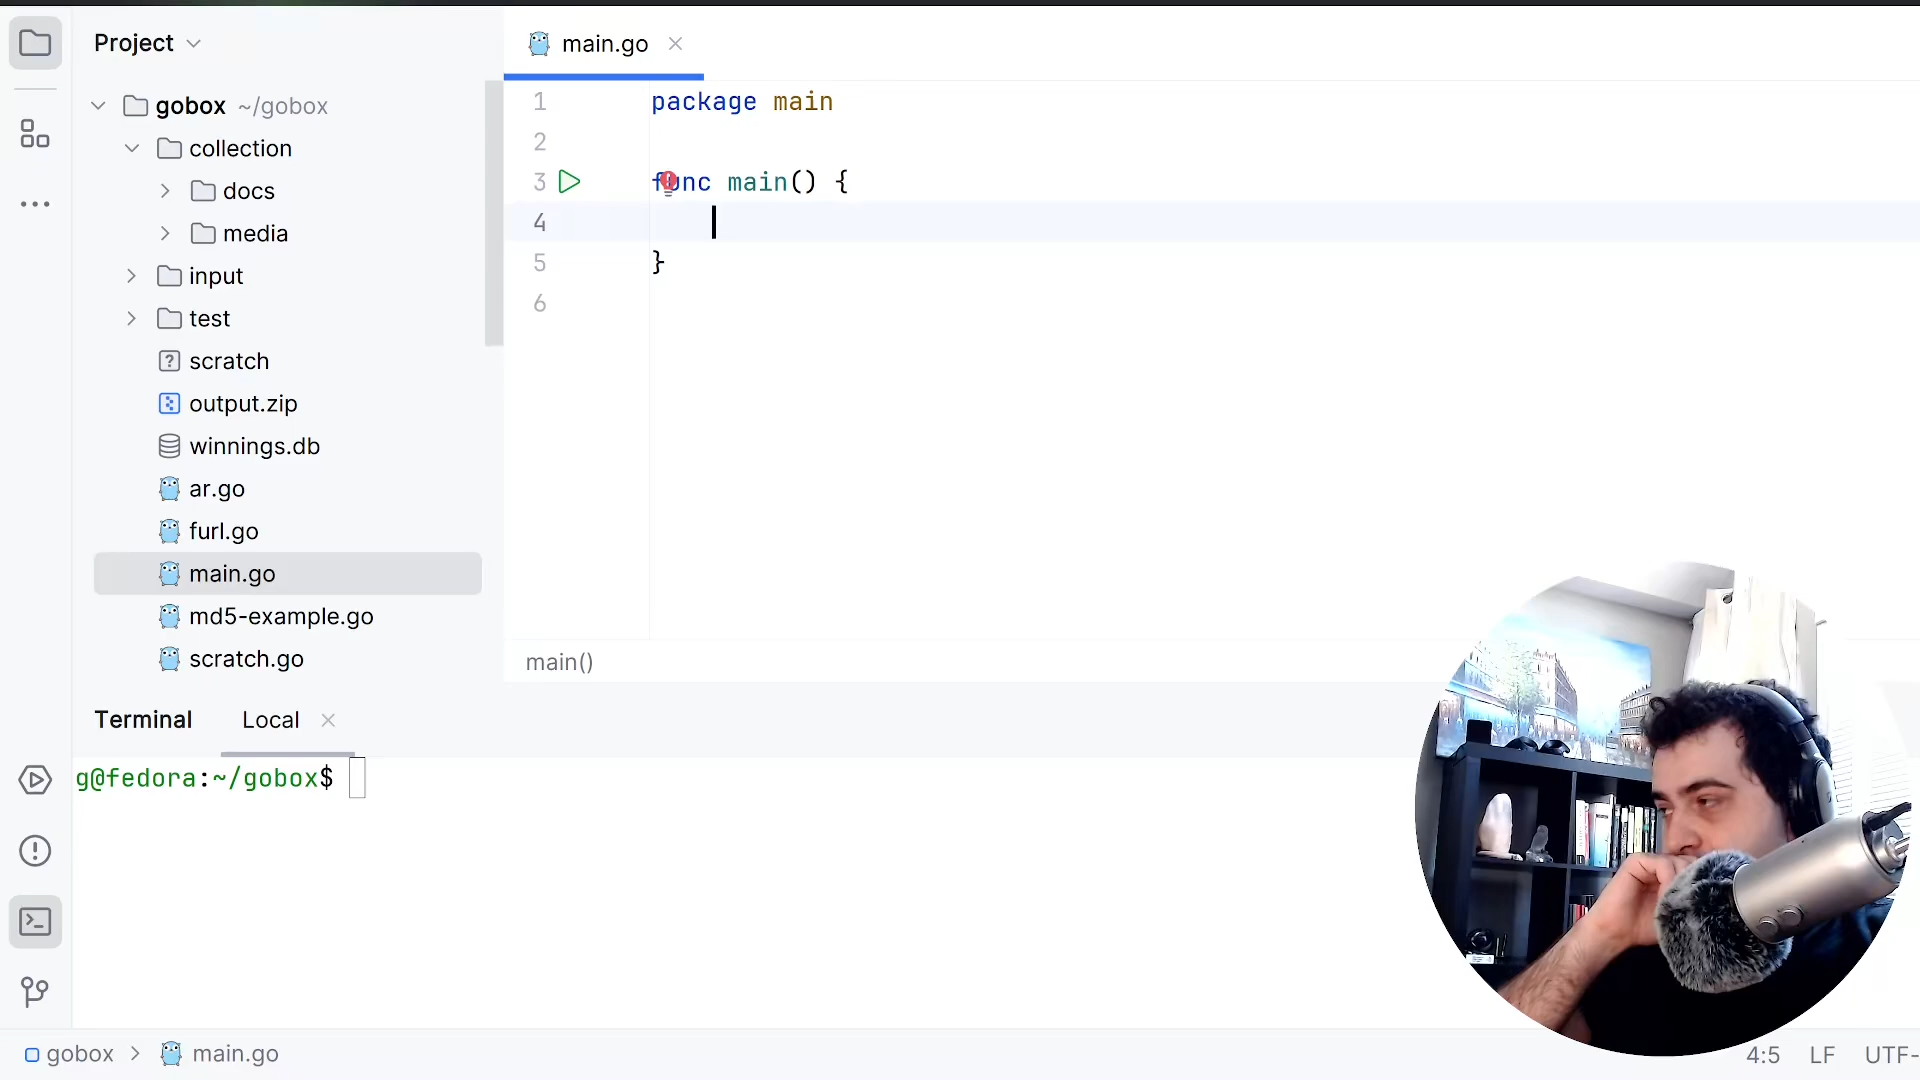 Project
gobox ~/gobox
collection
docs
media
input
test
scratch
output.zip
winnings.db
ar.go
furl.go
main.go
md5-example.go
scratch.go
main.go
1 package main
2
3 func main() {
4
5 }
6
main()
Terminal Local
g@fedora:~/gobox$
gobox main.go
4:5 LF UTF-